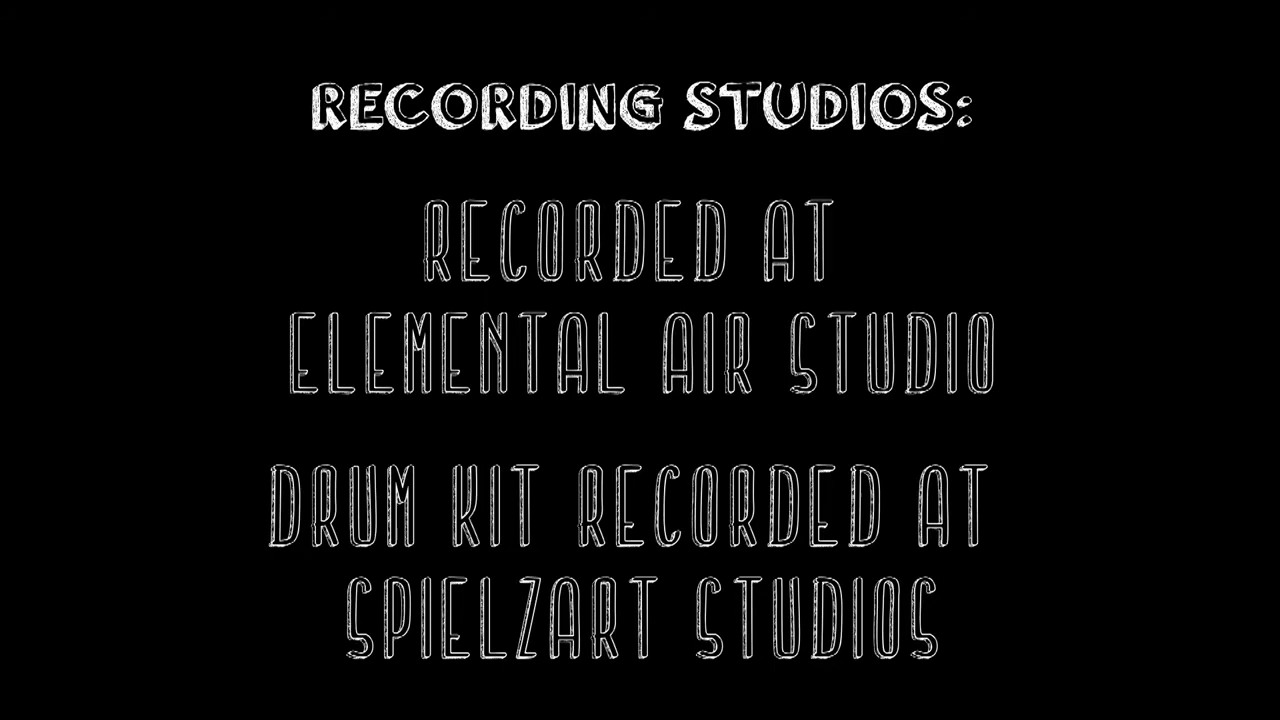 RECORDING STUDIOS:
RECORDED AT
ELEMENTAL AIR STUDIO
DRUM KIT RECORDED AT
SPIELZART STUDIOS